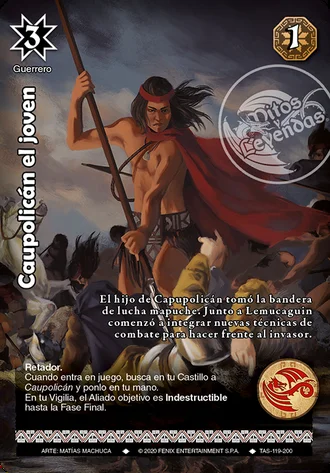 3
1
Guerrero
Mitos
y
Leyendas
Caupolicán el joven
El hijo de Capupolicán tomó la bandera
de lucha mapuche. Junto a Lemucaguin
comenzó a integrar nuevas técnicas de
combate para hacer frente al invasor.
Retador.
Cuando entra en juego, busca en tu Castillo a
Caupolicán y ponlo en tu mano.
En tu Vigilia, el Aliado objetivo es Indestructible
hasta la Fase Final.
ARTE: MATÍAS MACHUCA
© 2020 FENIX ENTERTAINMENT S.P.A.
TAS-119-200